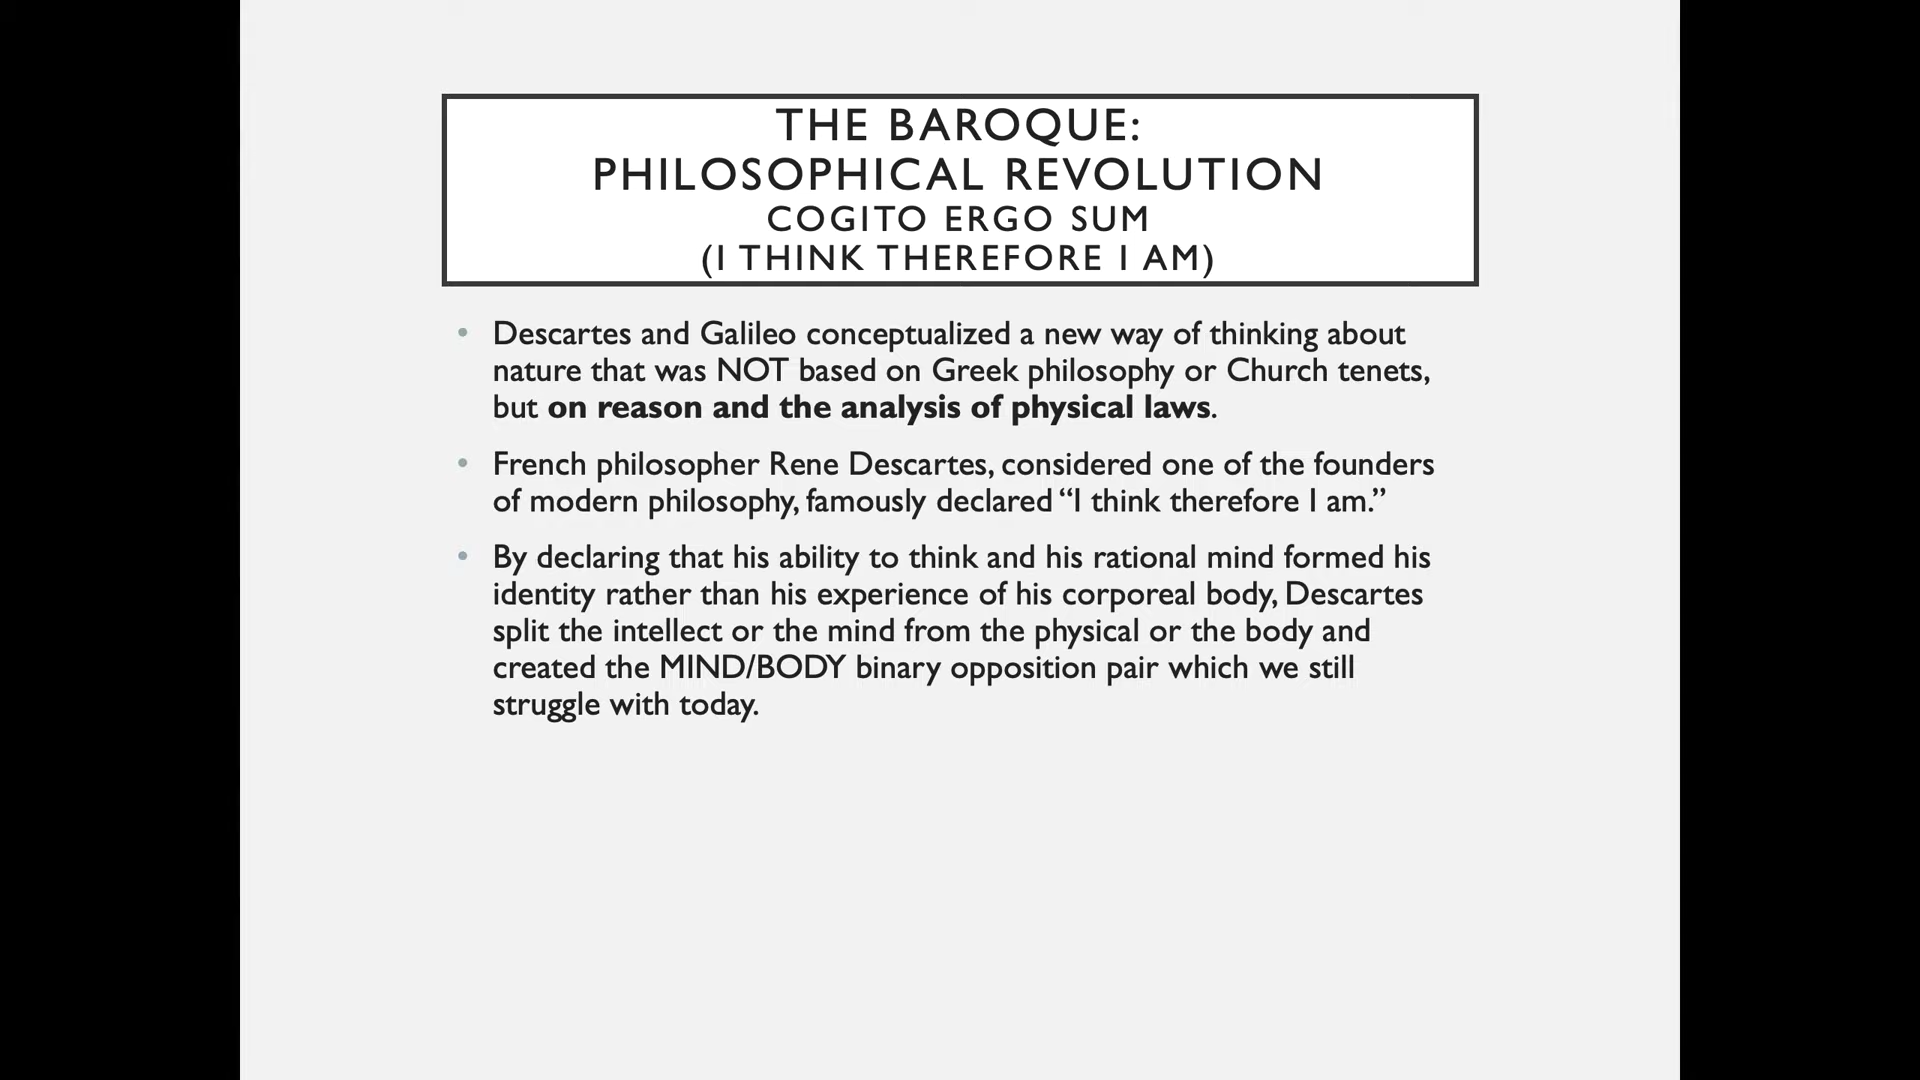 THE BAROQUE:
PHILOSOPHICAL REVOLUTION
COGITO ERGO SUM
(I THINK THEREFORE I AM)
• Descartes and Galileo conceptualized a new way of thinking about
nature that was NOT based on Greek philosophy or Church tenets,
but on reason and the analysis of physical laws.
• French philosopher Rene Descartes, considered one of the founders
of modern philosophy, famously declared “I think therefore I am.”
• By declaring that his ability to think and his rational mind formed his
identity rather than his experience of his corporeal body, Descartes
split the intellect or the mind from the physical or the body and
created the MIND/BODY binary opposition pair which we still
struggle with today.